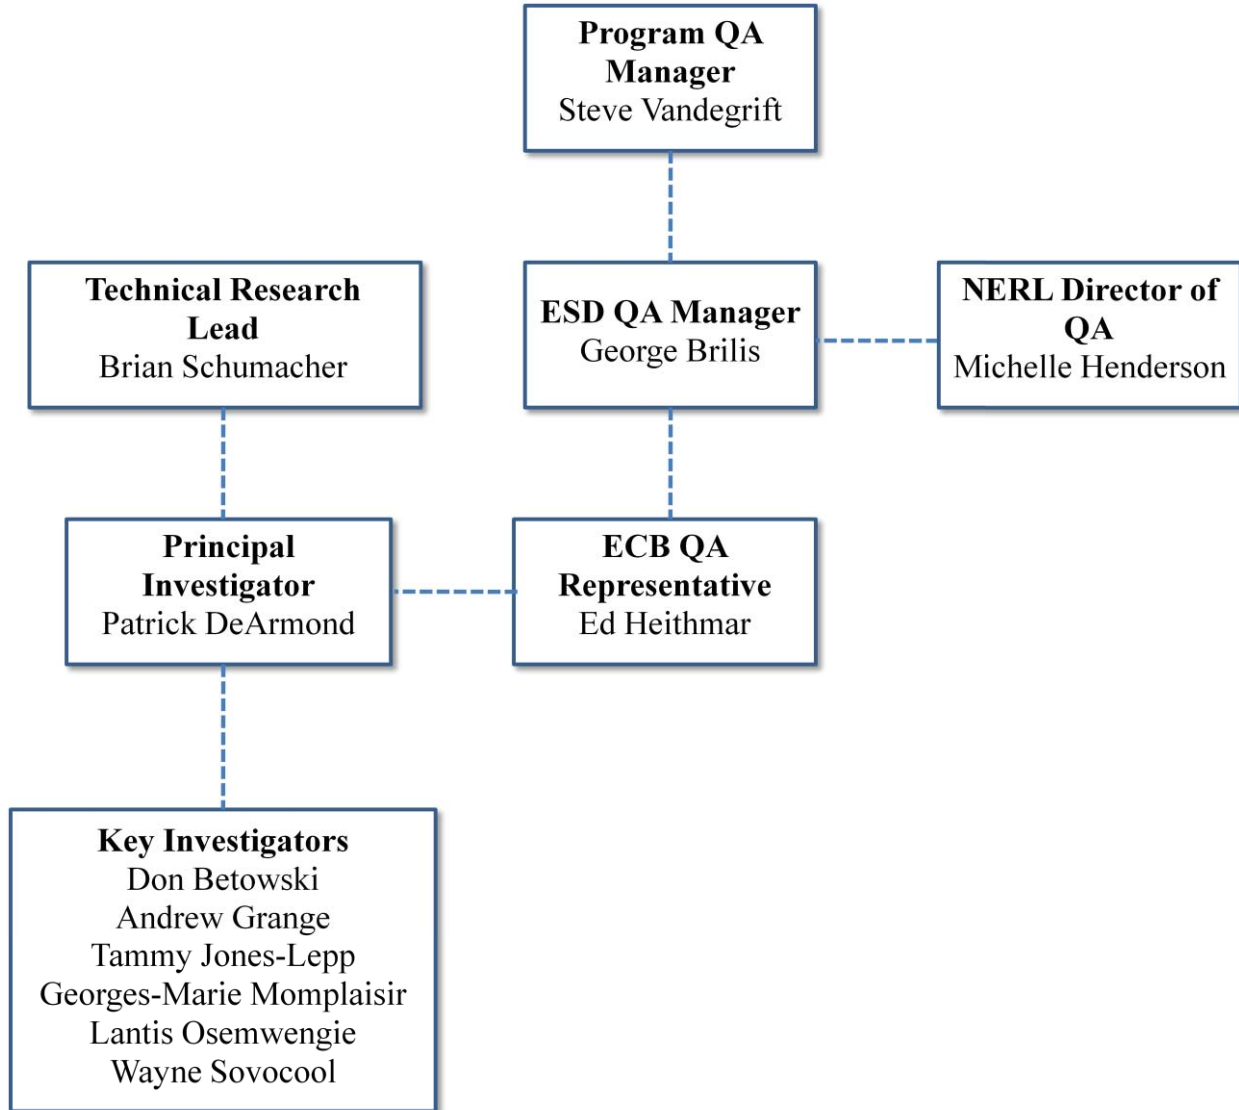 Program QA
Manager
Steve Vandegrift
Technical Research
Lead
Brian Schumacher
ESD QA Manager
George Brilis
NERL Director of
QA
Michelle Henderson
Principal
Investigator
Patrick DeArmond
ECB QA
Representative
Ed Heithmar
Key Investigators
Don Betowski
Andrew Grange
Tammy Jones-Lepp
Georges-Marie Momplaisir
Lantis Osemwengie
Wayne Sovocool